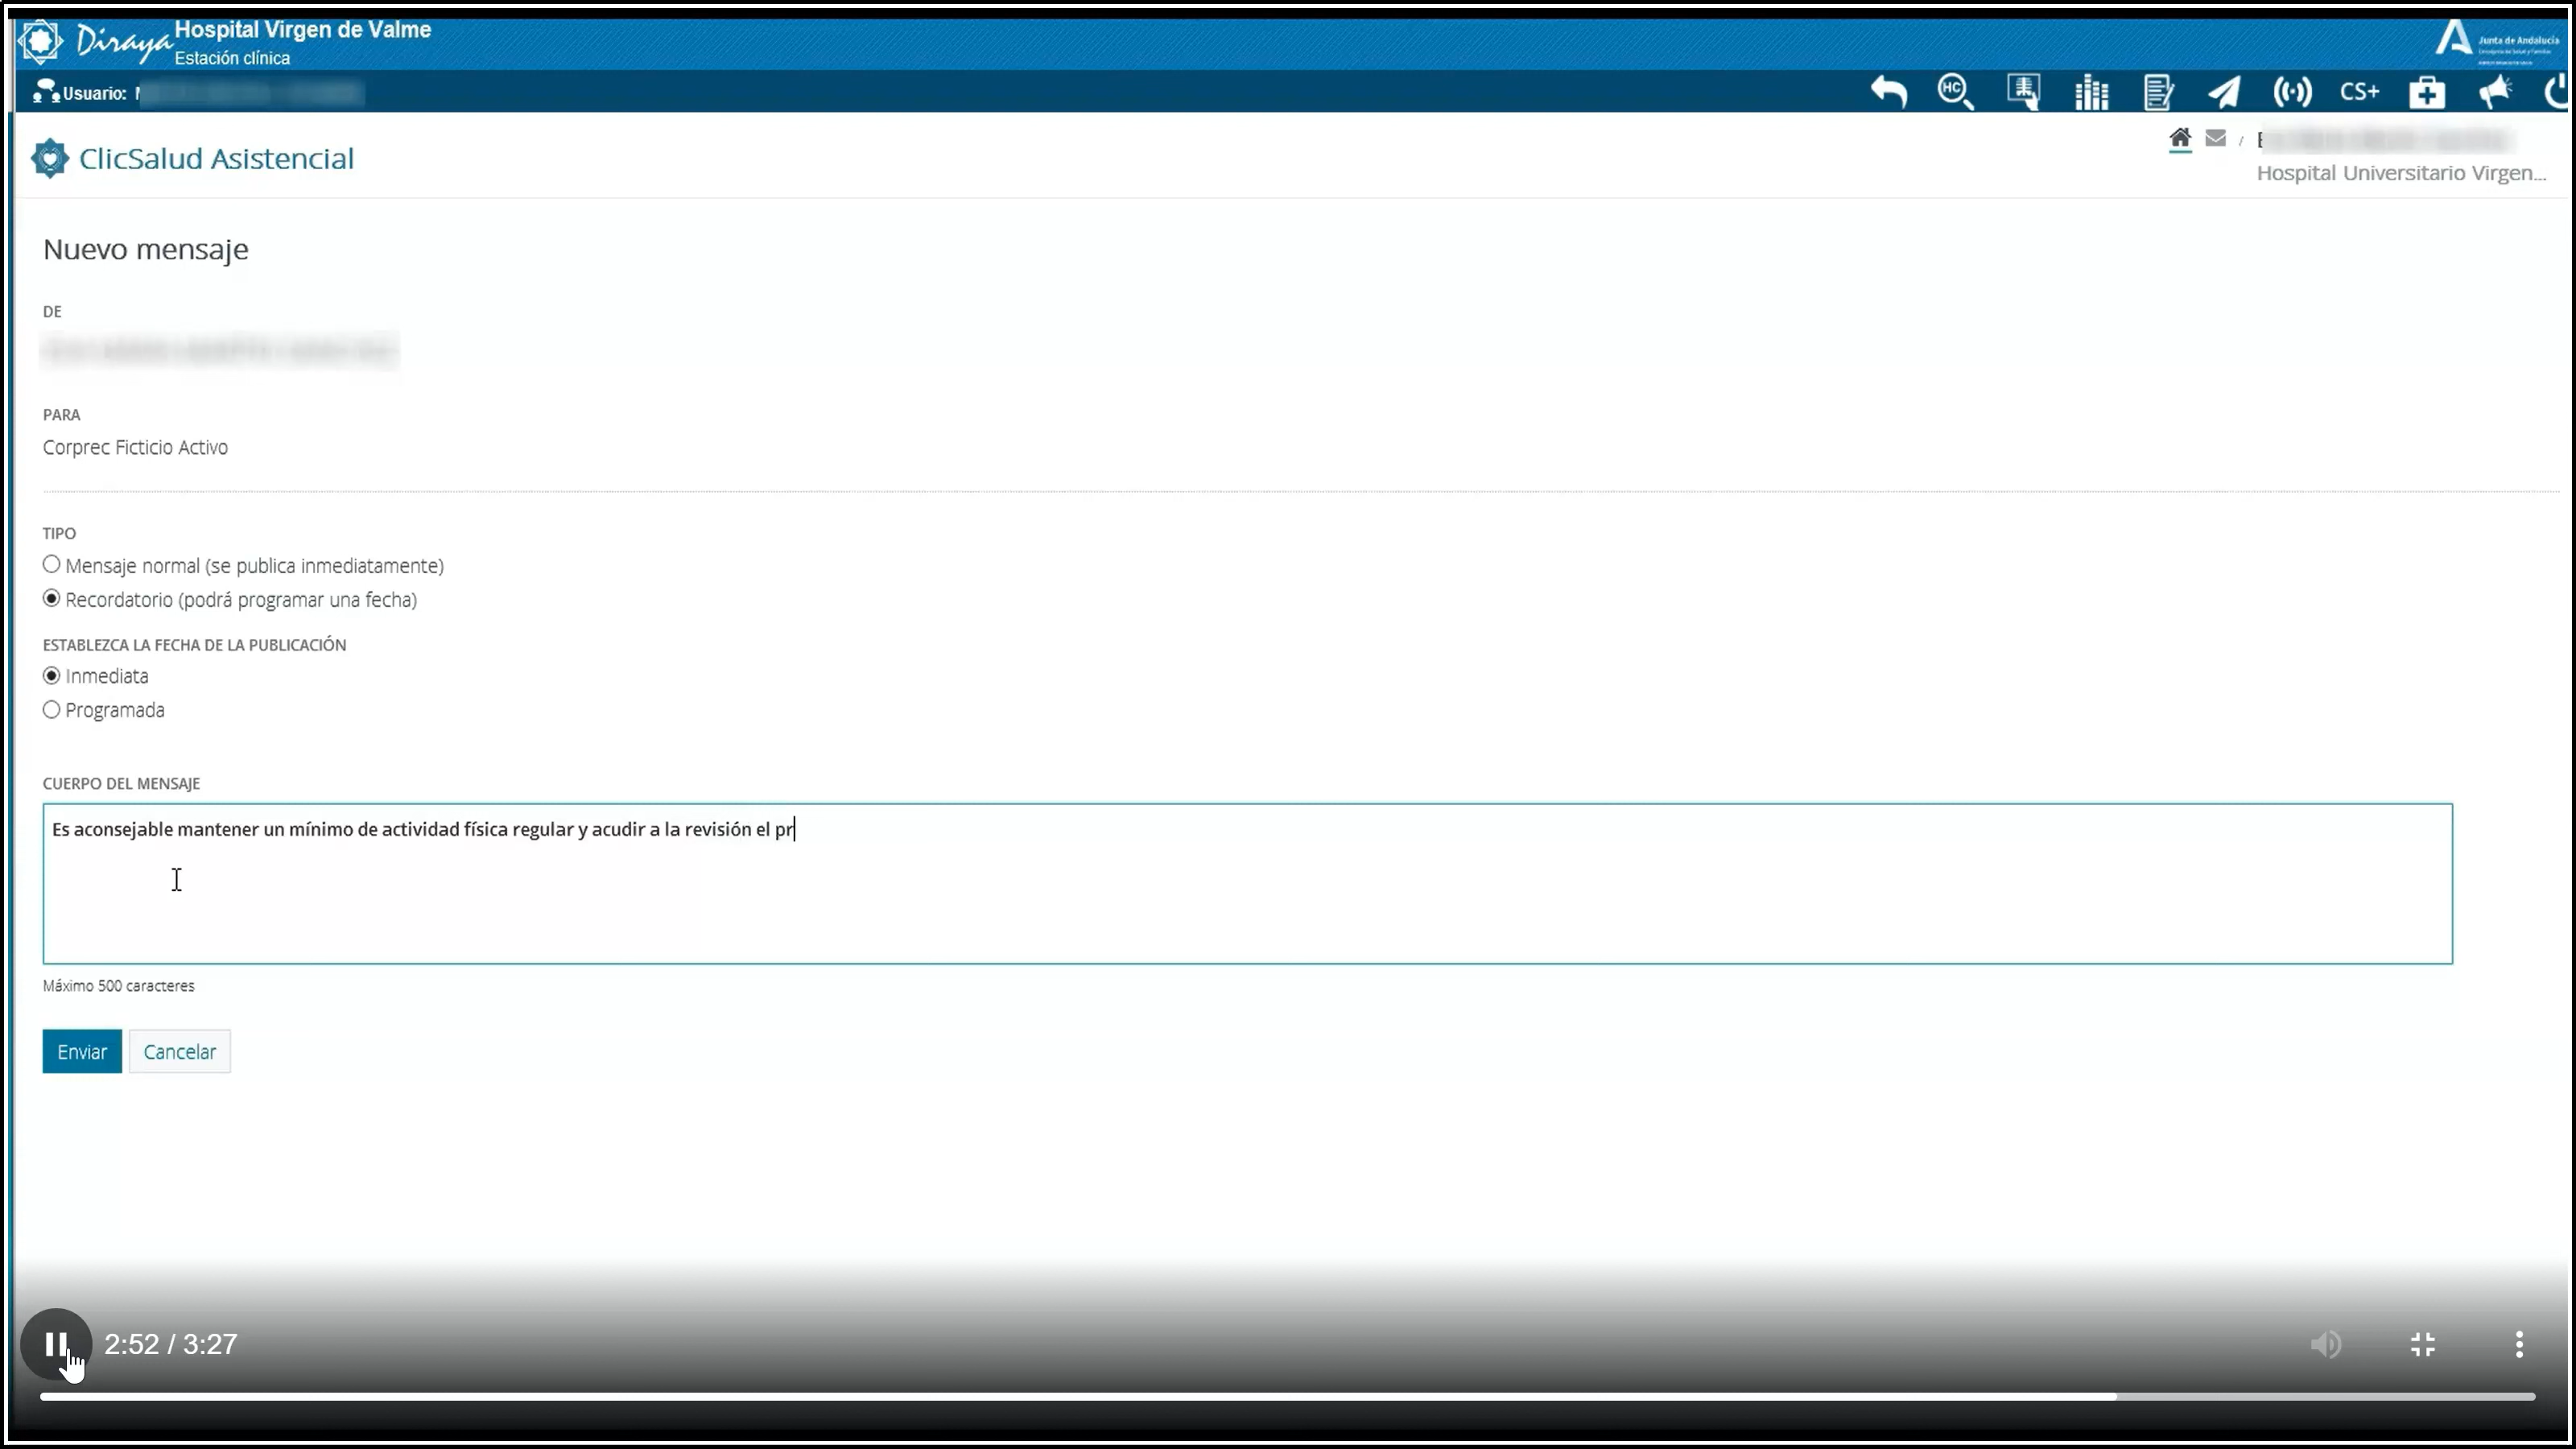 Diraya
Hospital Virgen de Valme
Estación clínica
Junta de Andalucía
Usuario:
HC
CS+
ClicSalud Asistencial
Hospital Universitario Virgen...
Nuevo mensaje
DE
PARA
Corprec Ficticio Activo
TIPO
Mensaje normal (se publica inmediatamente)
Recordatorio (podrá programar una fecha)
ESTABLEZCA LA FECHA DE LA PUBLICACIÓN
Inmediata
Programada
CUERPO DEL MENSAJE
Es aconsejable mantener un mínimo de actividad física regular y acudir a la revisión el pr
Máximo 500 caracteres
Enviar
Cancelar
2:52 / 3:27